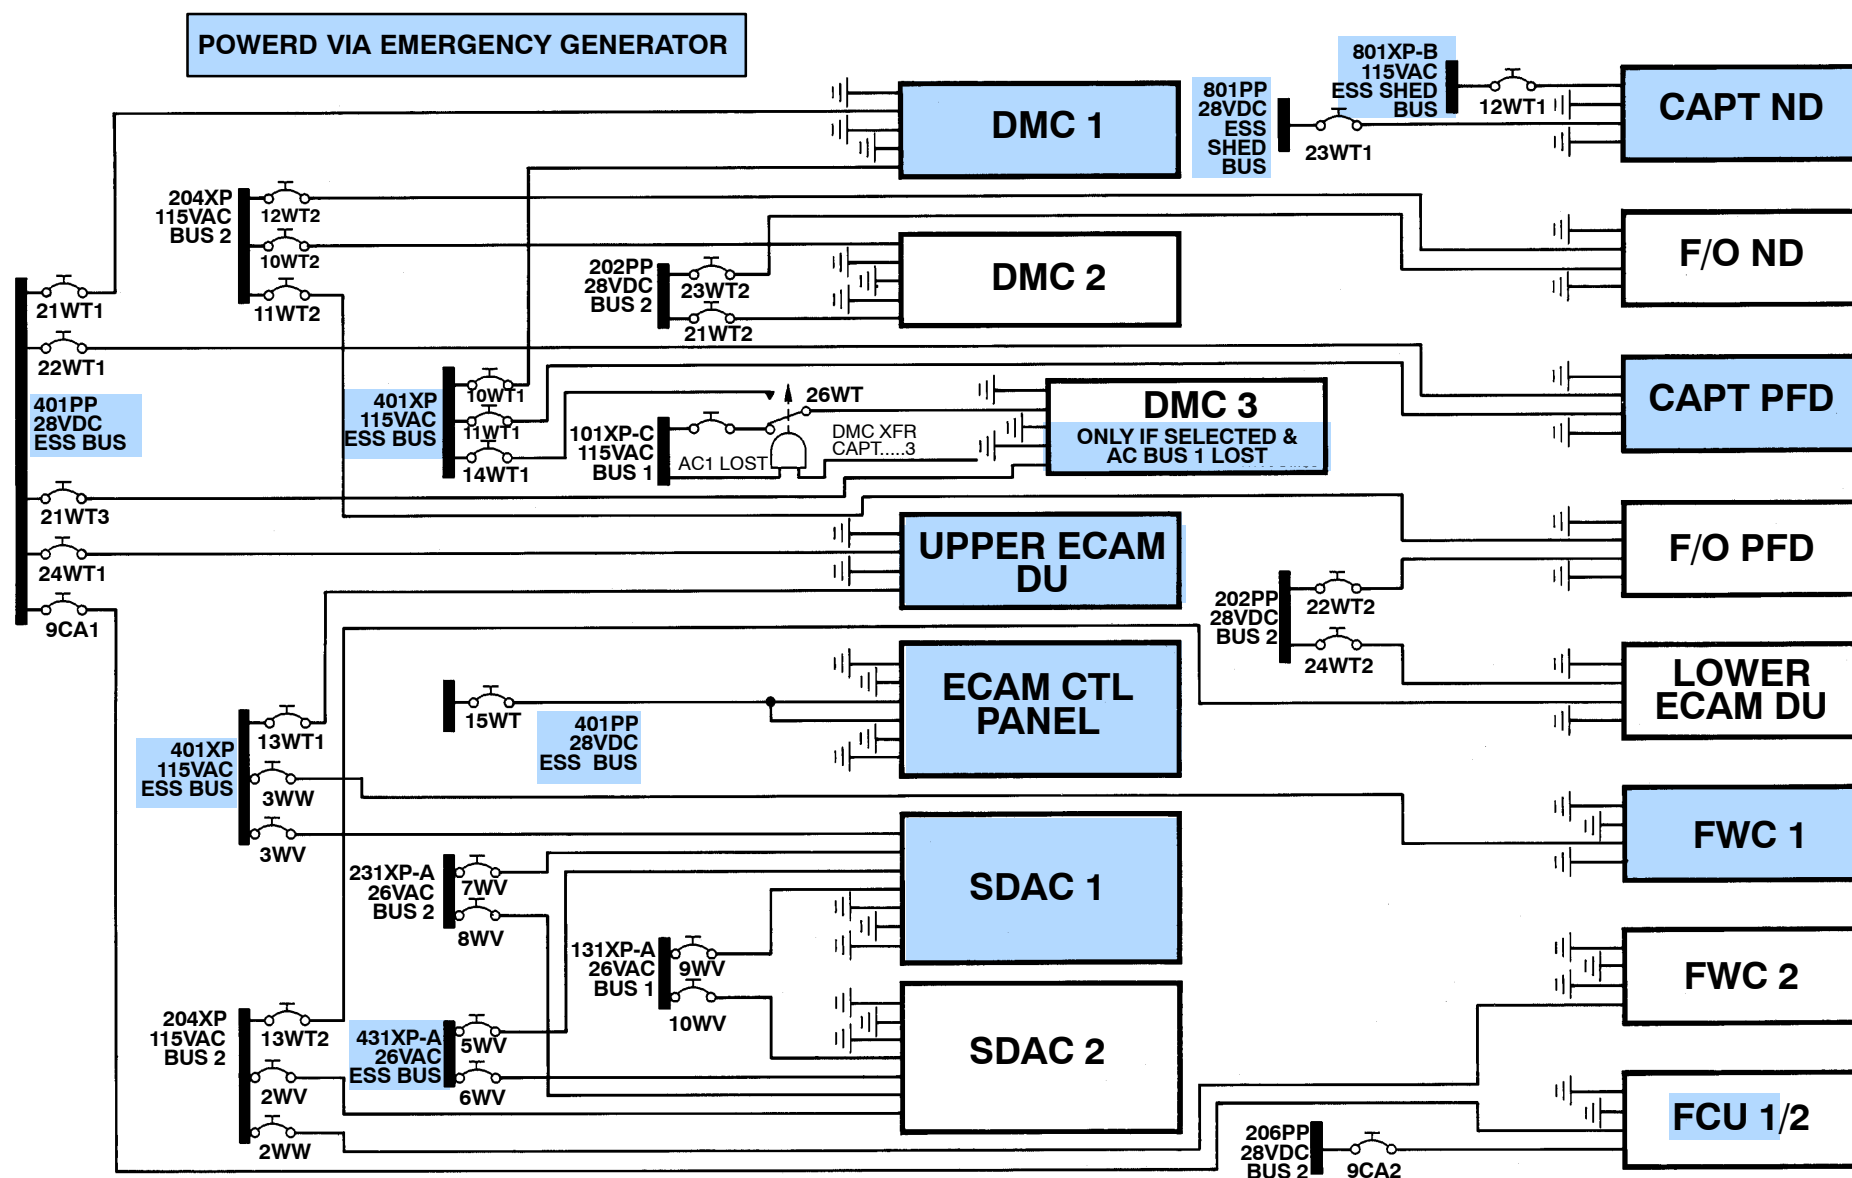 POWERD VIA EMERGENCY GENERATOR
801XP-B
115VAC
ESS SHED
BUS
12WT1
CAPT ND
801PP
28VDC
ESS
SHED
BUS
23WT1
DMC 1
204XP
115VAC
BUS 2
12WT2
10WT2
11WT2
202PP
28VDC
BUS 2
23WT2
21WT2
DMC 2
F/O ND
21WT1
22WT1
401PP
28VDC
ESS BUS
21WT3
24WT1
9CA1
401XP
115VAC
ESS BUS
10WT1
11WT1
14WT1
101XP-C
115VAC
BUS 1
AC1 LOST
26WT
DMC XFR
CAPT.....3
DMC 3
ONLY IF SELECTED &
AC BUS 1 LOST
CAPT PFD
UPPER ECAM
DU
F/O PFD
202PP
28VDC
BUS 2
22WT2
24WT2
LOWER
ECAM DU
15WT
401PP
28VDC
ESS BUS
ECAM CTL
PANEL
401XP
115VAC
ESS BUS
13WT1
3WW
3WV
FWC 1
231XP-A
26VAC
BUS 2
7WV
8WV
SDAC 1
131XP-A
26VAC
BUS 1
9WV
10WV
FWC 2
204XP
115VAC
BUS 2
13WT2
2WV
2WW
431XP-A
26VAC
ESS BUS
5WV
6WV
SDAC 2
FCU 1/2
206PP
28VDC
BUS 2
9CA2